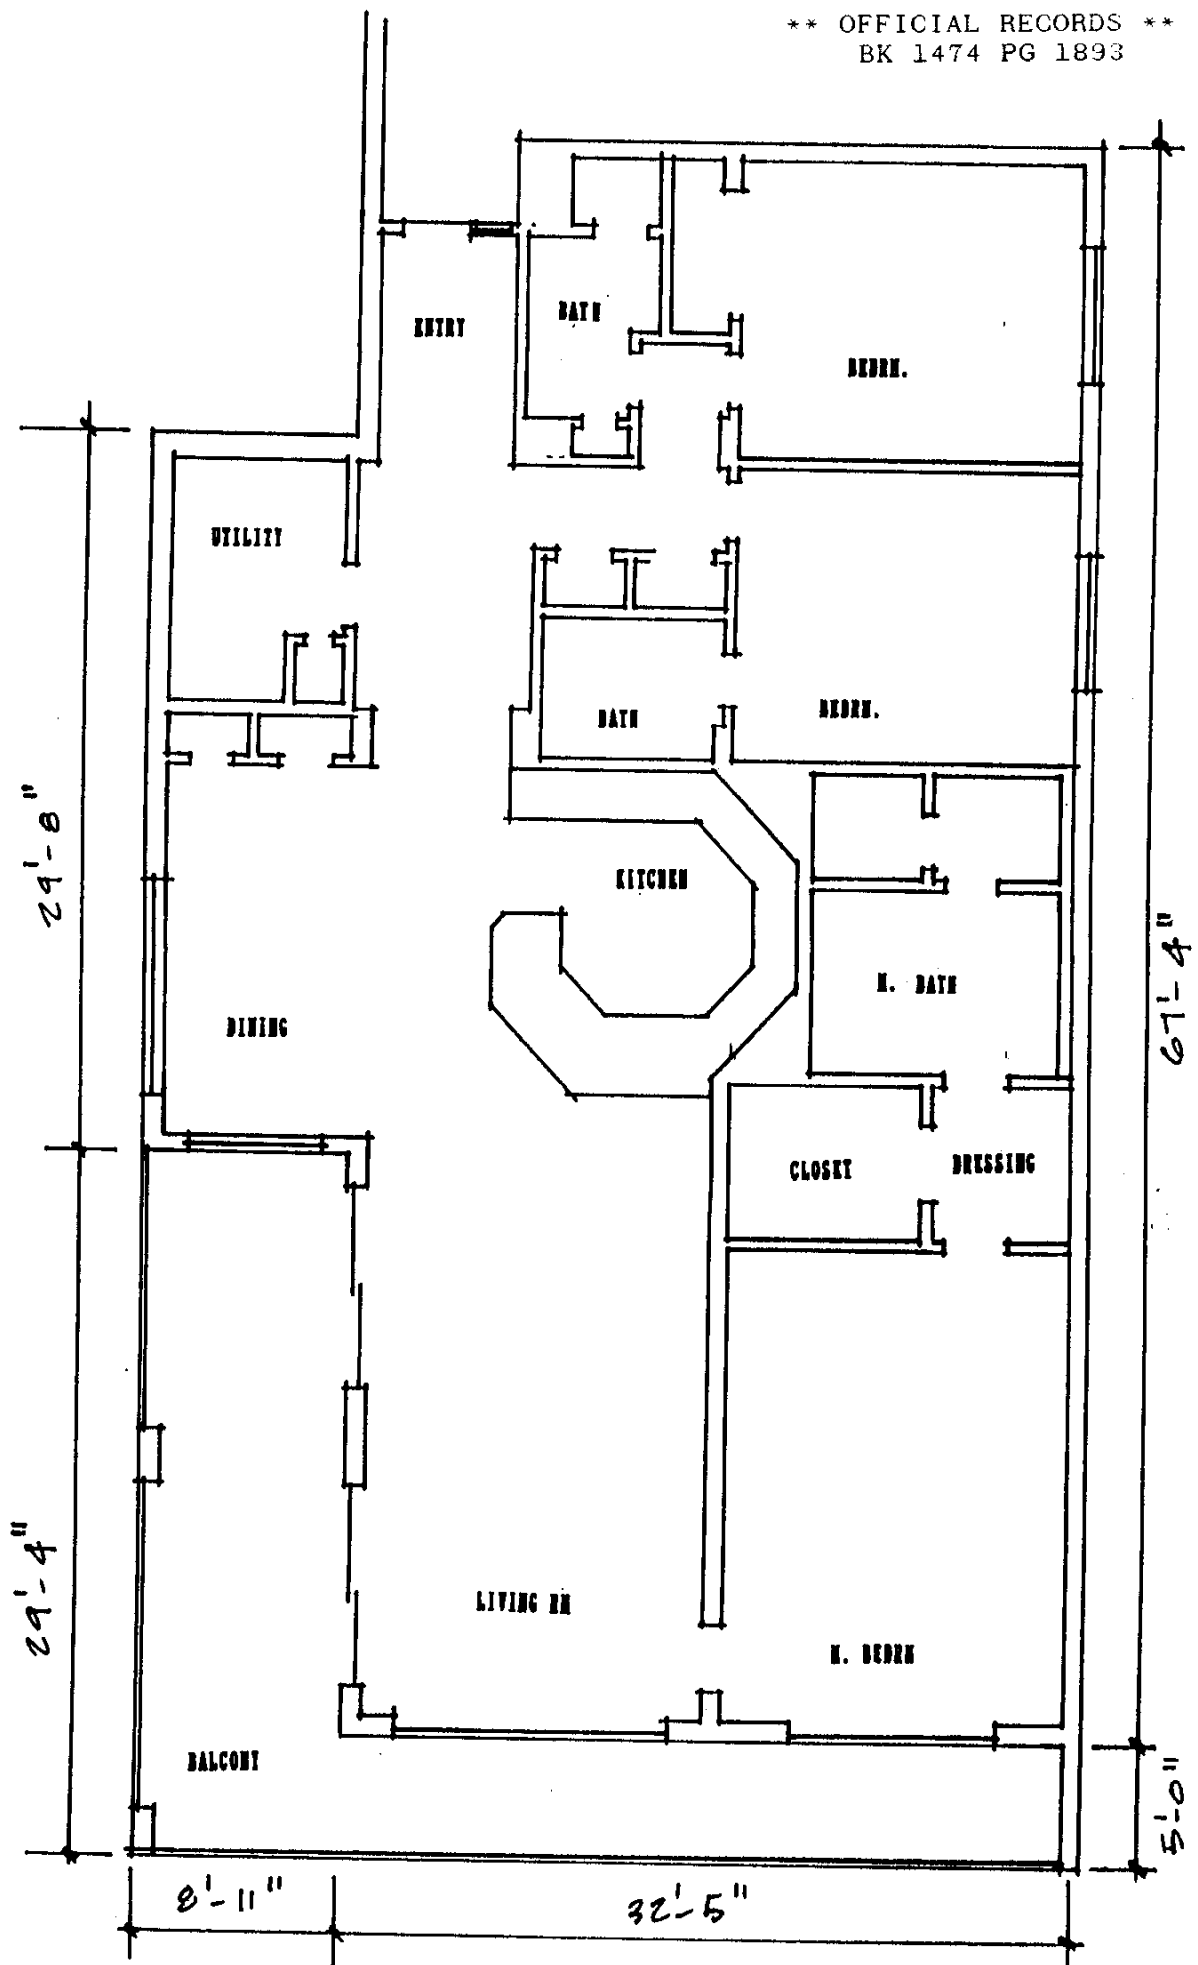 ** OFFICIAL RECORDS **
BK 1474 PG 1893
ENTRY
BATH
BEDRM.
UTILITY
BATH
BEDRM.
29'-8"
KITCHEN
M. BATH
67'-4"
DINING
CLOSET
DRESSING
29'-4"
LIVING RM
M. BEDRM
BALCONY
5'-0"
8'-11"
32'-5"